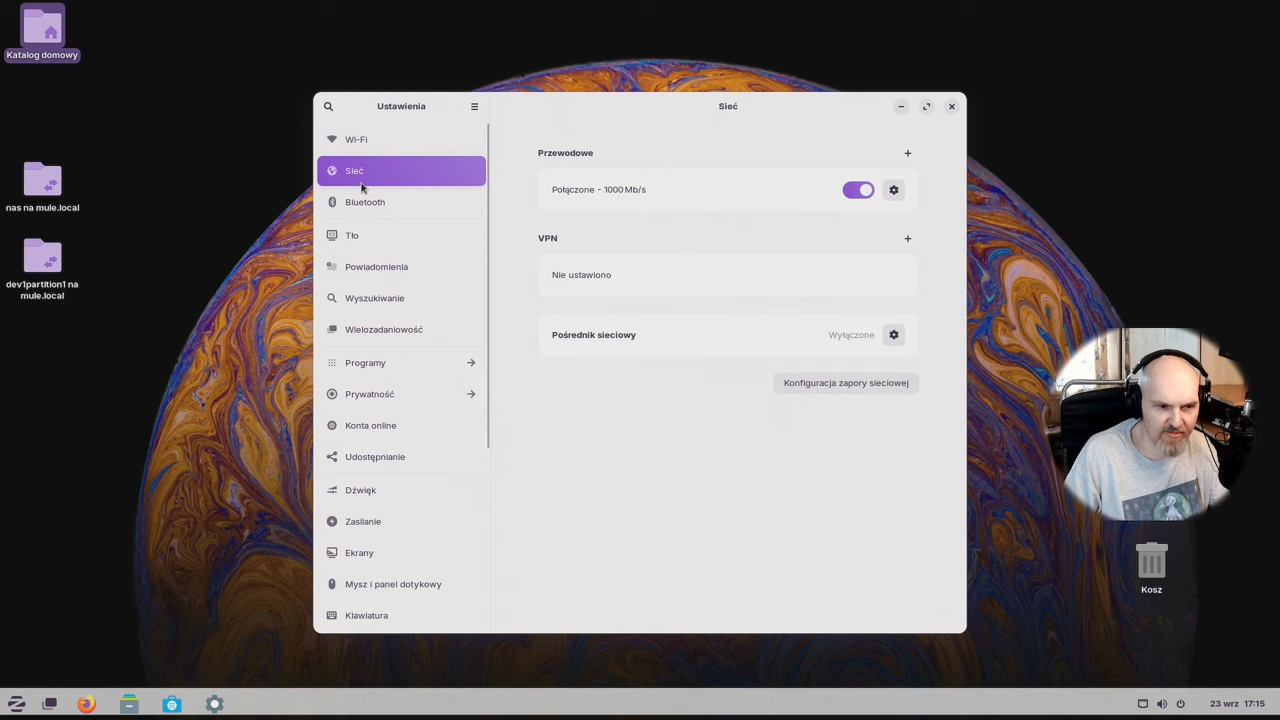 Katalog domowy
nas na mule.local
dev1partition1 na
mule.local
Ustawienia
Wi-Fi
Sieć
Bluetooth
Tło
Powiadomienia
Wyszukiwanie
Wielozadaniowość
Programy
Prywatność
Konta online
Udostępnianie
Dźwięk
Zasilanie
Ekrany
Mysz i panel dotykowy
Klawiatura
Sieć
Przewodowe
Połączone - 1000 Mb/s
VPN
Nie ustawiono
Pośrednik sieciowy
Wyłączone
Konfiguracja zapory sieciowej
Kosz
23 wrz 17:15